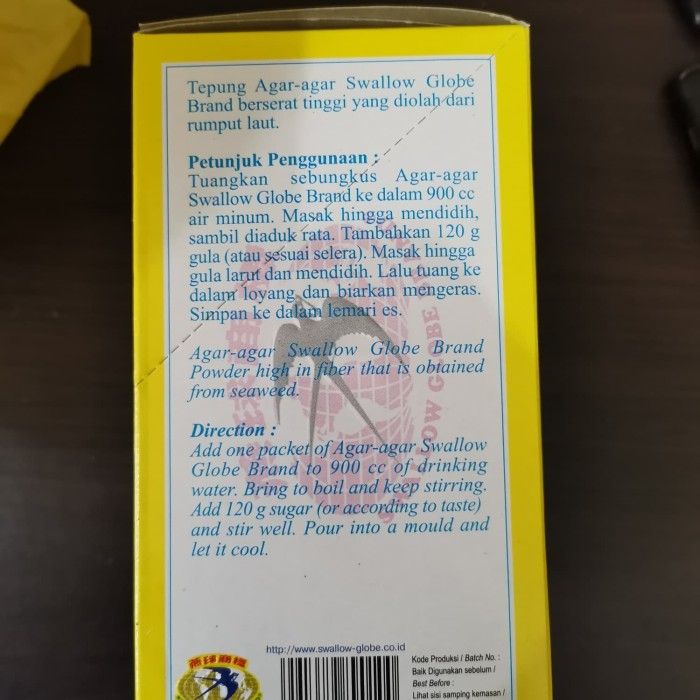 Tepung Agar-agar Swallow Globe
Brand berserat tinggi yang diolah dari
rumput laut.
Petunjuk Penggunaan :
Tuangkan sebungkus Agar-agar
Swallow Globe Brand ke dalam 900 cc
air minum. Masak hingga mendidih,
sambil diaduk rata. Tambahkan 120 g
gula (atau sesuai selera). Masak hingga
gula larut dan mendidih. Lalu tuang ke
dalam loyang dan biarkan mengeras.
Simpan ke dalam lemari es.
Agar-agar Swallow Globe Brand
Powder high in fiber that is obtained
from seaweed.
Direction :
Add one packet of Agar-agar Swallow
Globe Brand to 900 cc of drinking
water. Bring to boil and keep stirring.
Add 120 g sugar (or according to taste)
and stir well. Pour into a mould and
let it cool.
SWALLOW GLOBE
http://www.swallow-globe.co.id
燕球商標
Kode Produksi / Batch No. :
Baik Digunakan sebelum /
Best Before :
Lihat sisi samping kemasan /